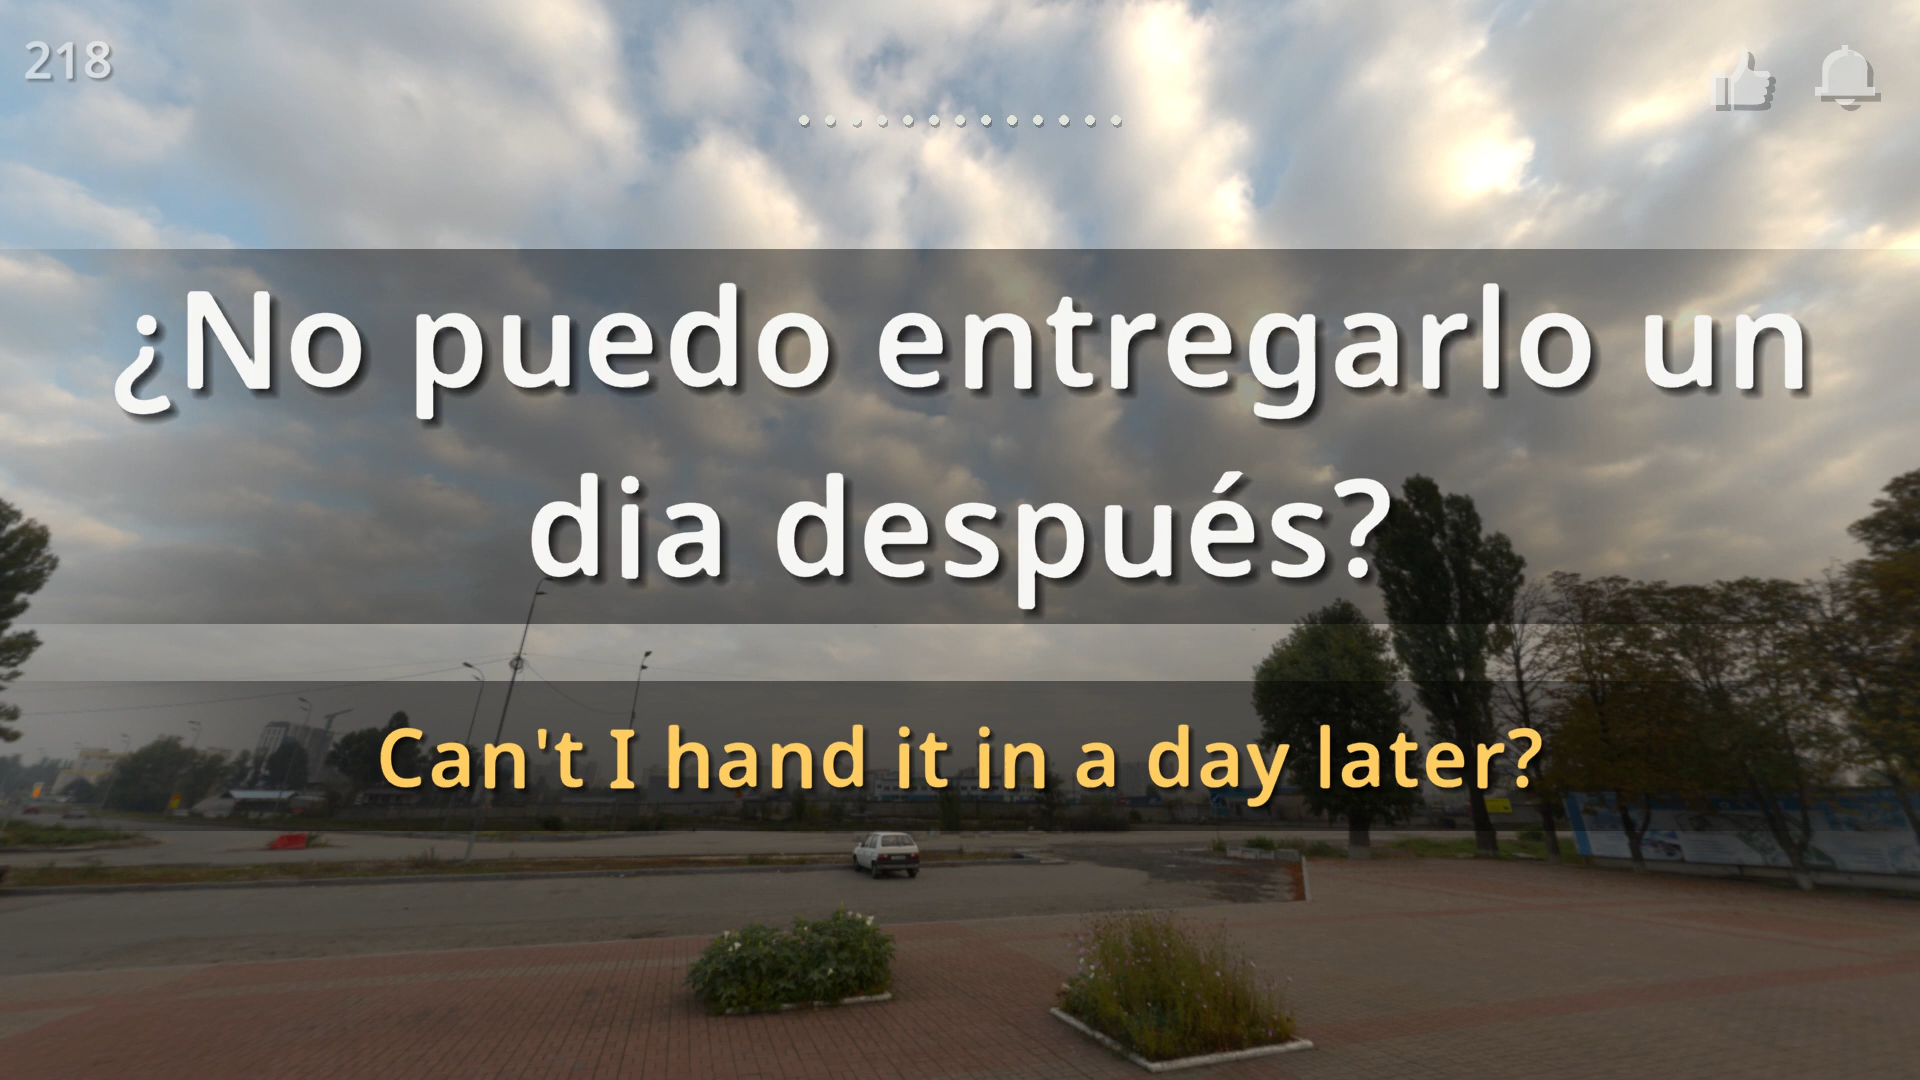 218
¿No puedo entregarlo un
dia después?
Can't I hand it in a day later?